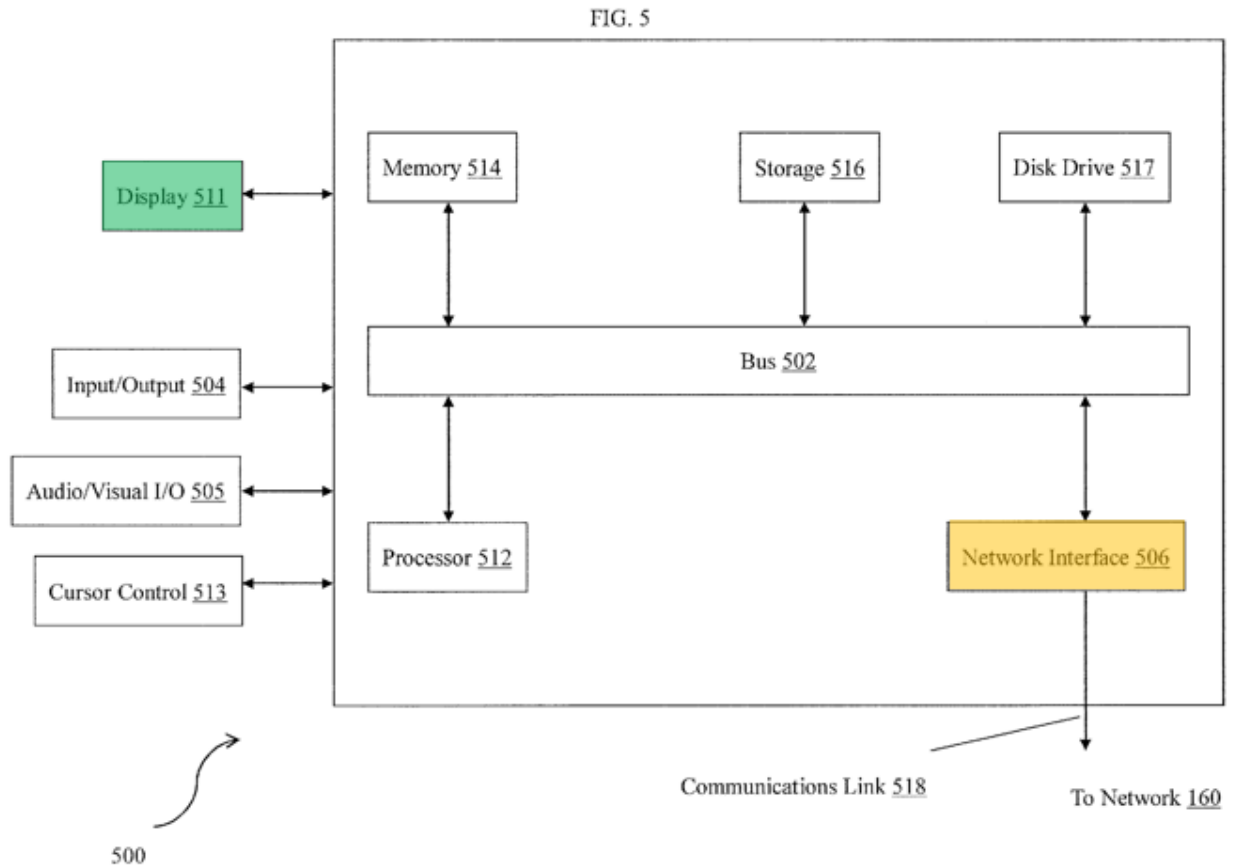 FIG. 5
Memory 514
Storage 516
Disk Drive 517
Display 511
Bus 502
Input/Output 504
Audio/Visual I/O 505
Processor 512
Network Interface 506
Cursor Control 513
Communications Link 518
To Network 160
500